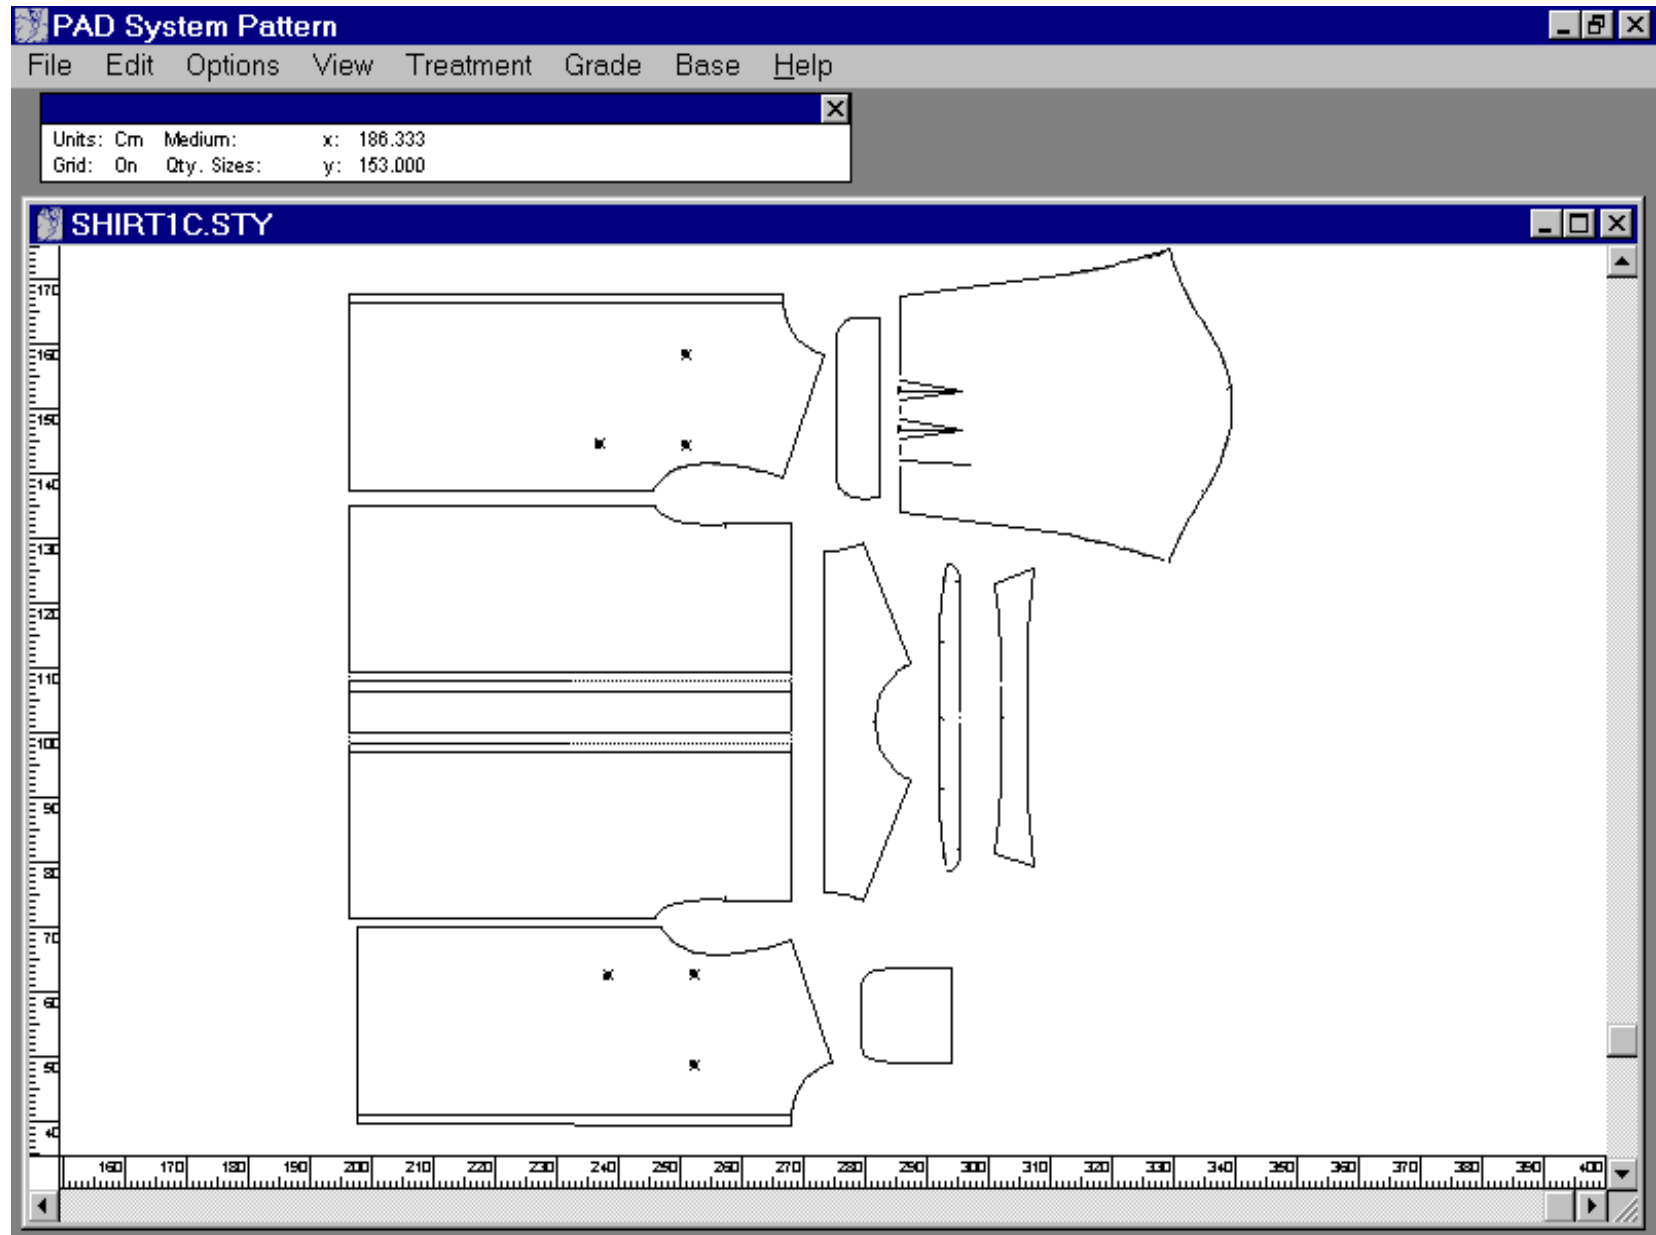 PAD System Pattern
File Edit Options View Treatment Grade Base Help
Units: Cm Medium: x: 186.333
Grid: On Qty. Sizes: y: 153.000
SHIRT1C.STY
170
160
150
140
130
120
110
100
90
80
70
60
50
40
160 170 180 190 200 210 220 230 240 250 260 270 280 290 300 310 320 330 340 350 360 370 380 390 400